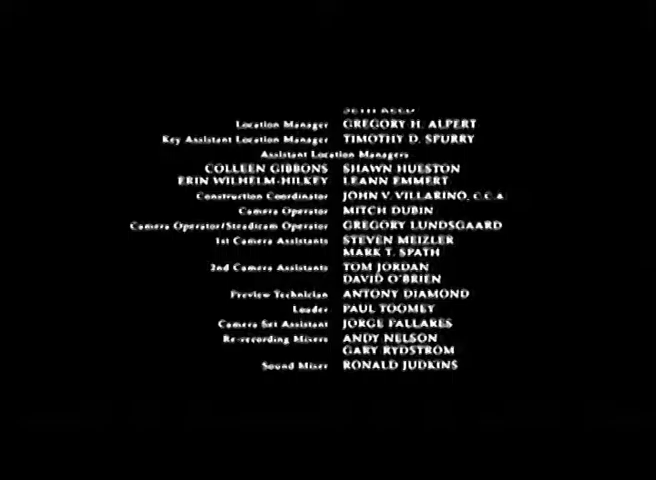 Location Manager GREGORY H. ALPERT
Key Assistant Location Manager TIMOTHY D. SPURRY
Assistant Location Managers
COLLEEN GIBBONS SHAWN HUESTON
ERIN WILHELM-HILKEY LEANN EMMERT
Construction Coordinator JOHN V. VILLARINO, C.C.A.
Camera Operator MITCH DUBIN
Camera Operator/Steadicam Operator GREGORY LUNDSGAARD
1st Camera Assistants STEVEN MEIZLER
MARK T. SPATH
2nd Camera Assistants TOM JORDAN
DAVID O'BRIEN
Preview Technician ANTONY DIAMOND
Loader PAUL TOOMEY
Camera Set Assistant JORGE PALLARES
Re-recording Mixers ANDY NELSON
GARY RYDSTROM
Sound Mixer RONALD JUDKINS